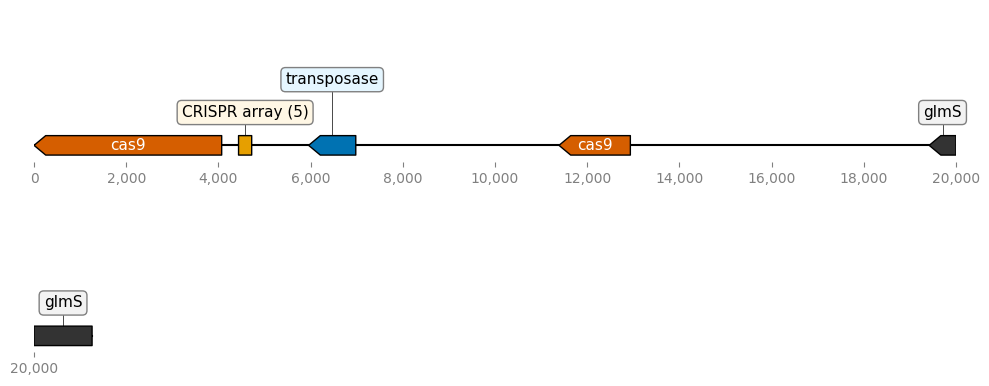 transposase
CRISPR array (5)
glmS
cas9
cas9
0
2,000
4,000
6,000
8,000
10,000
12,000
14,000
16,000
18,000
20,000
glmS
20,000